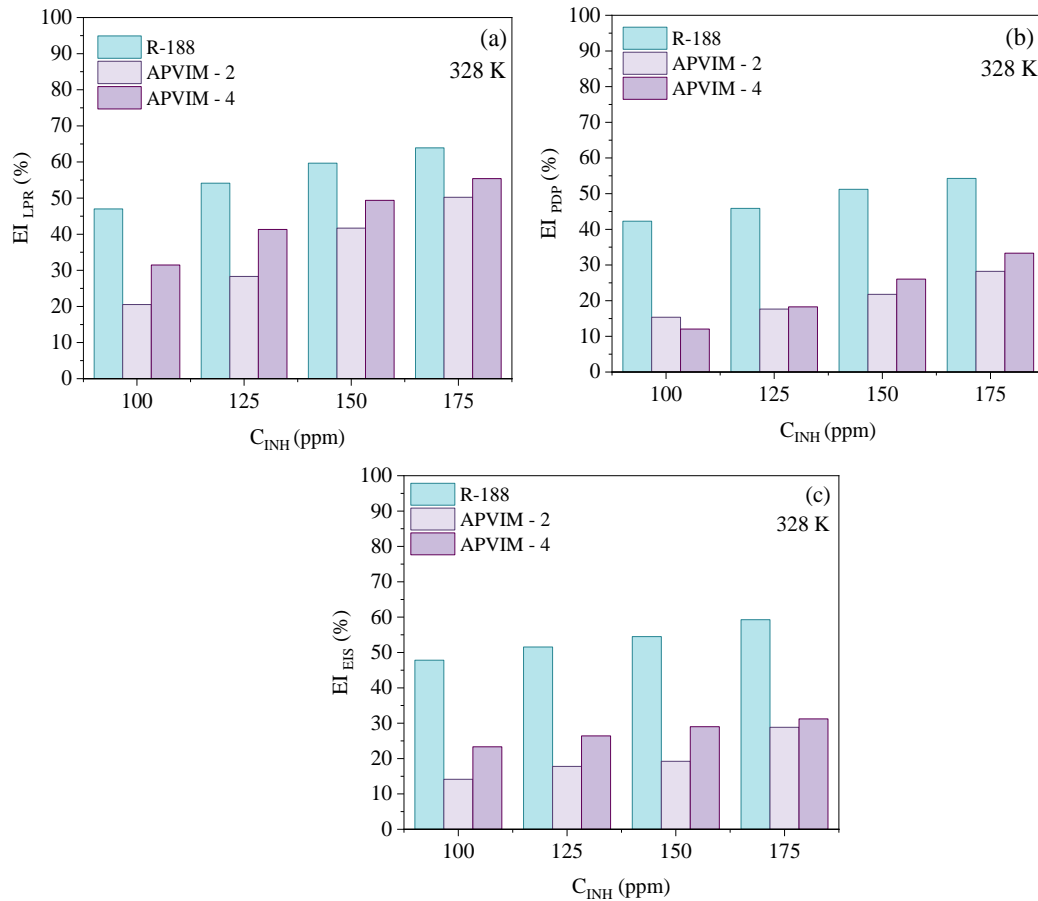 100
90
80
70
60
50
40
30
20
10
0
EI LPR (%)
R-188
APVIM - 2
APVIM - 4
(a)
328 K
100 125 150 175
C INH (ppm)
100
90
80
70
60
50
40
30
20
10
0
EI PDP (%)
R-188
APVIM - 2
APVIM - 4
(b)
328 K
100 125 150 175
C INH (ppm)
100
90
80
70
60
50
40
30
20
10
0
EI EIS (%)
R-188
APVIM - 2
APVIM - 4
(c)
328 K
100 125 150 175
C INH (ppm)